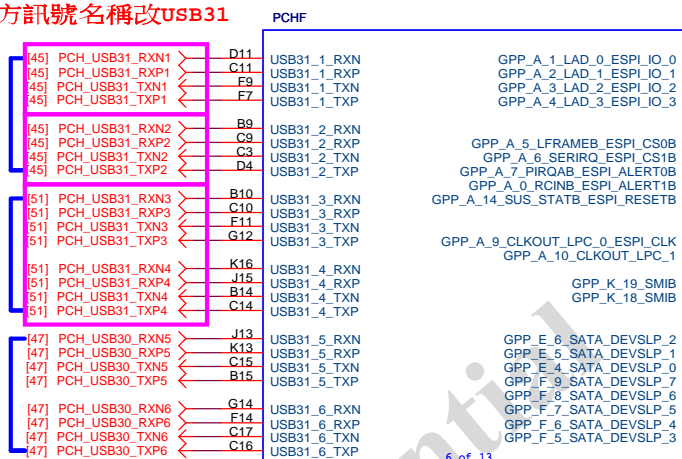 方訊號名稱改USB31
PCHF
[45] PCH_USB31_RXN1 D11 USB31_1_RXN GPP_A_1_LAD_0_ESPI_IO_0
[45] PCH_USB31_RXP1 C11 USB31_1_RXP GPP_A_2_LAD_1_ESPI_IO_1
[45] PCH_USB31_TXN1 F9 USB31_1_TXN GPP_A_3_LAD_2_ESPI_IO_2
[45] PCH_USB31_TXP1 F7 USB31_1_TXP GPP_A_4_LAD_3_ESPI_IO_3
[45] PCH_USB31_RXN2 B9 USB31_2_RXN
[45] PCH_USB31_RXP2 C9 USB31_2_RXP GPP_A_5_LFRAMEB_ESPI_CS0B
[45] PCH_USB31_TXN2 C3 USB31_2_TXN GPP_A_6_SERIRQ_ESPI_CS1B
[45] PCH_USB31_TXP2 D4 USB31_2_TXP GPP_A_7_PIRQAB_ESPI_ALERT0B
GPP_A_0_RCINB_ESPI_ALERT1B
[51] PCH_USB31_RXN3 B10 USB31_3_RXN GPP_A_14_SUS_STATB_ESPI_RESETB
[51] PCH_USB31_RXP3 C10 USB31_3_RXP
[51] PCH_USB31_TXN3 F11 USB31_3_TXN
[51] PCH_USB31_TXP3 G12 USB31_3_TXP GPP_A_9_CLKOUT_LPC_0_ESPI_CLK
GPP_A_10_CLKOUT_LPC_1
[51] PCH_USB31_RXN4 K16 USB31_4_RXN
[51] PCH_USB31_RXP4 J15 USB31_4_RXP GPP_K_19_SMIB
[51] PCH_USB31_TXN4 B14 USB31_4_TXN GPP_K_18_SMIB
[51] PCH_USB31_TXP4 C14 USB31_4_TXP
[47] PCH_USB30_RXN5 J13 USB31_5_RXN GPP_E_6_SATA_DEVSLP_2
[47] PCH_USB30_RXP5 K13 USB31_5_RXP GPP_E_5_SATA_DEVSLP_1
[47] PCH_USB30_TXN5 C15 USB31_5_TXN GPP_E_4_SATA_DEVSLP_0
[47] PCH_USB30_TXP5 B15 USB31_5_TXP GPP_F_9_SATA_DEVSLP_7
GPP_F_8_SATA_DEVSLP_6
[47] PCH_USB30_RXN6 G14 USB31_6_RXN GPP_F_7_SATA_DEVSLP_5
[47] PCH_USB30_RXP6 F14 USB31_6_RXP GPP_F_6_SATA_DEVSLP_4
[47] PCH_USB30_TXN6 C17 USB31_6_TXN GPP_F_5_SATA_DEVSLP_3
[47] PCH_USB30_TXP6 C16 USB31_6_TXP
6 of 13
ential